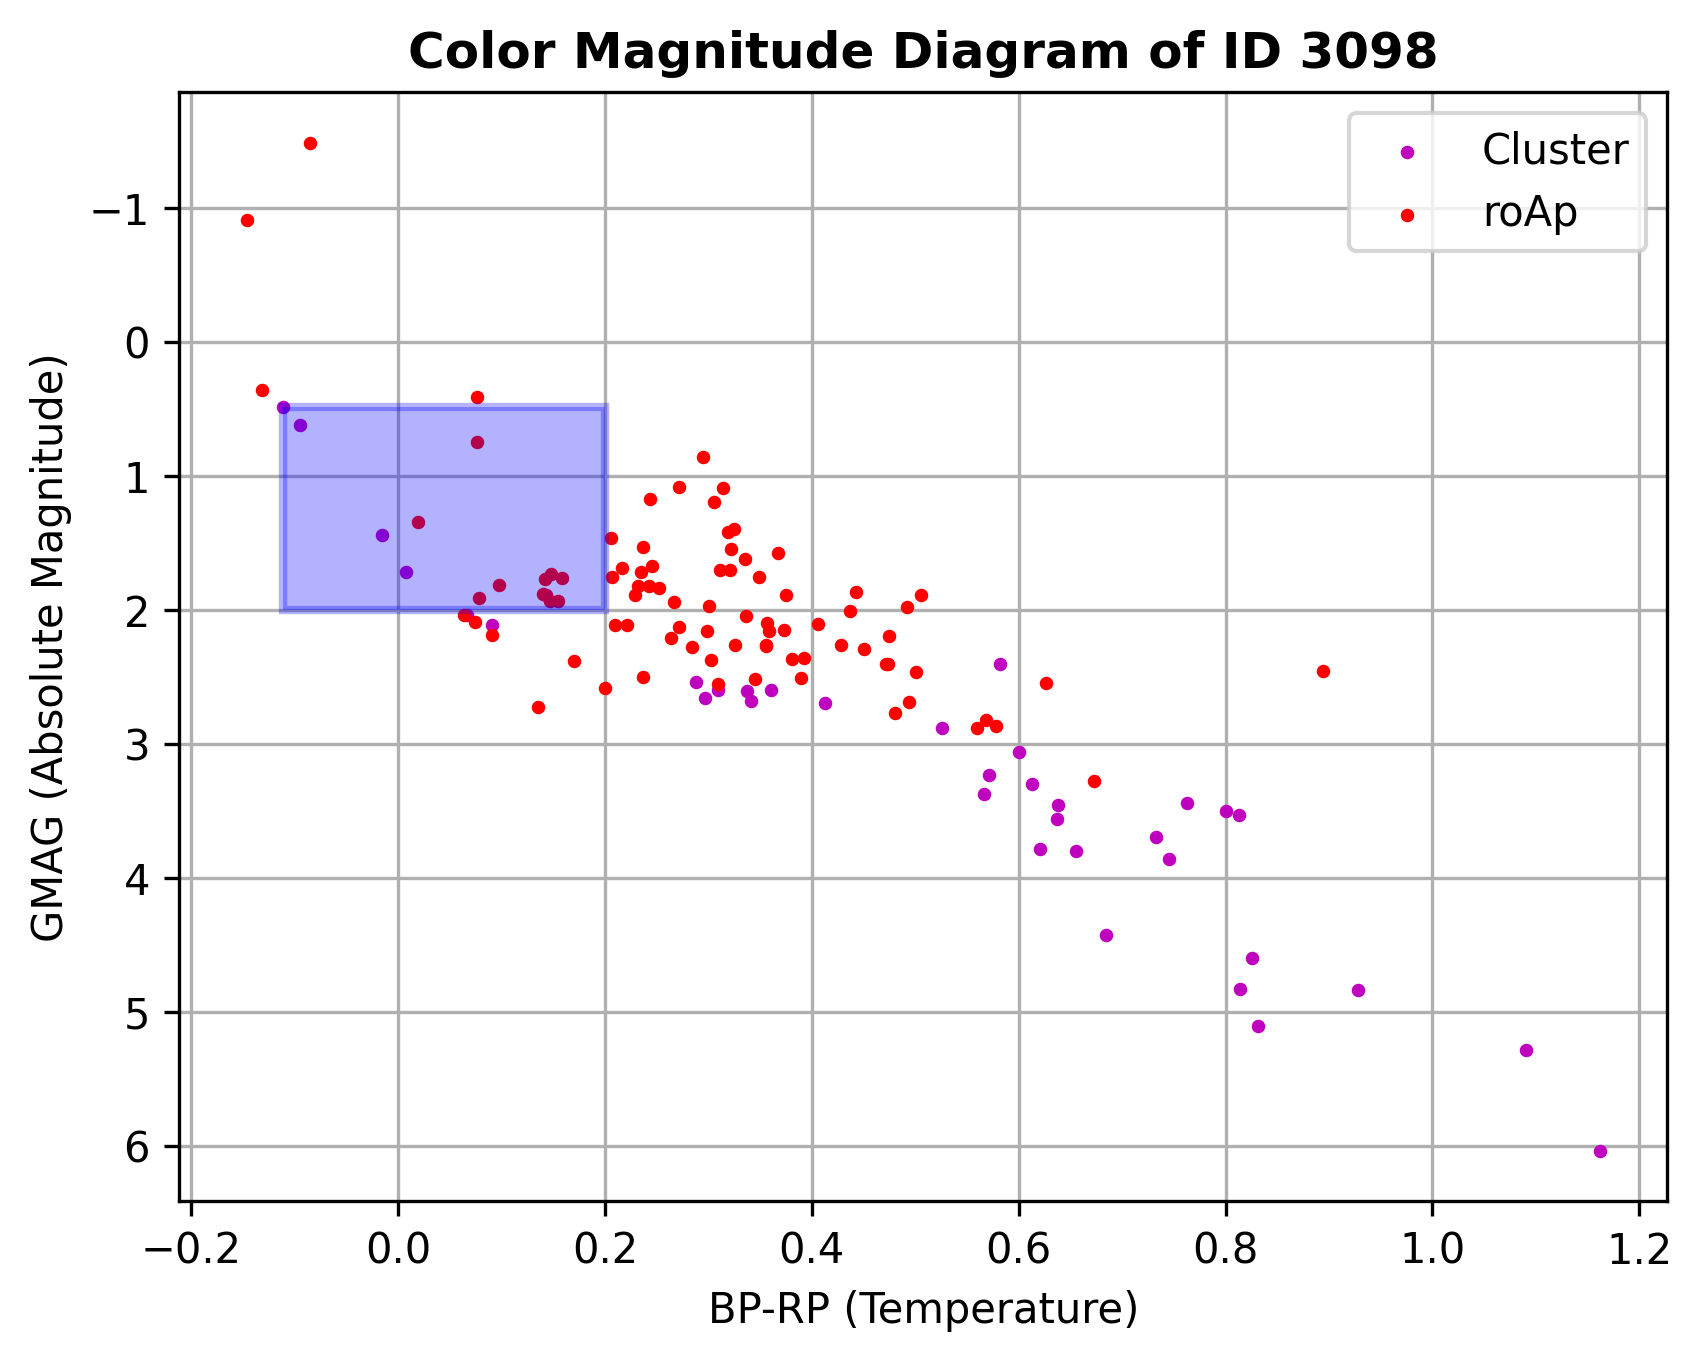 Color Magnitude Diagram of ID 3098
Cluster
roAp
−1
0
1
2
3
4
5
6
GMAG (Absolute Magnitude)
−0.2 0.0 0.2 0.4 0.6 0.8 1.0 1.2
BP-RP (Temperature)